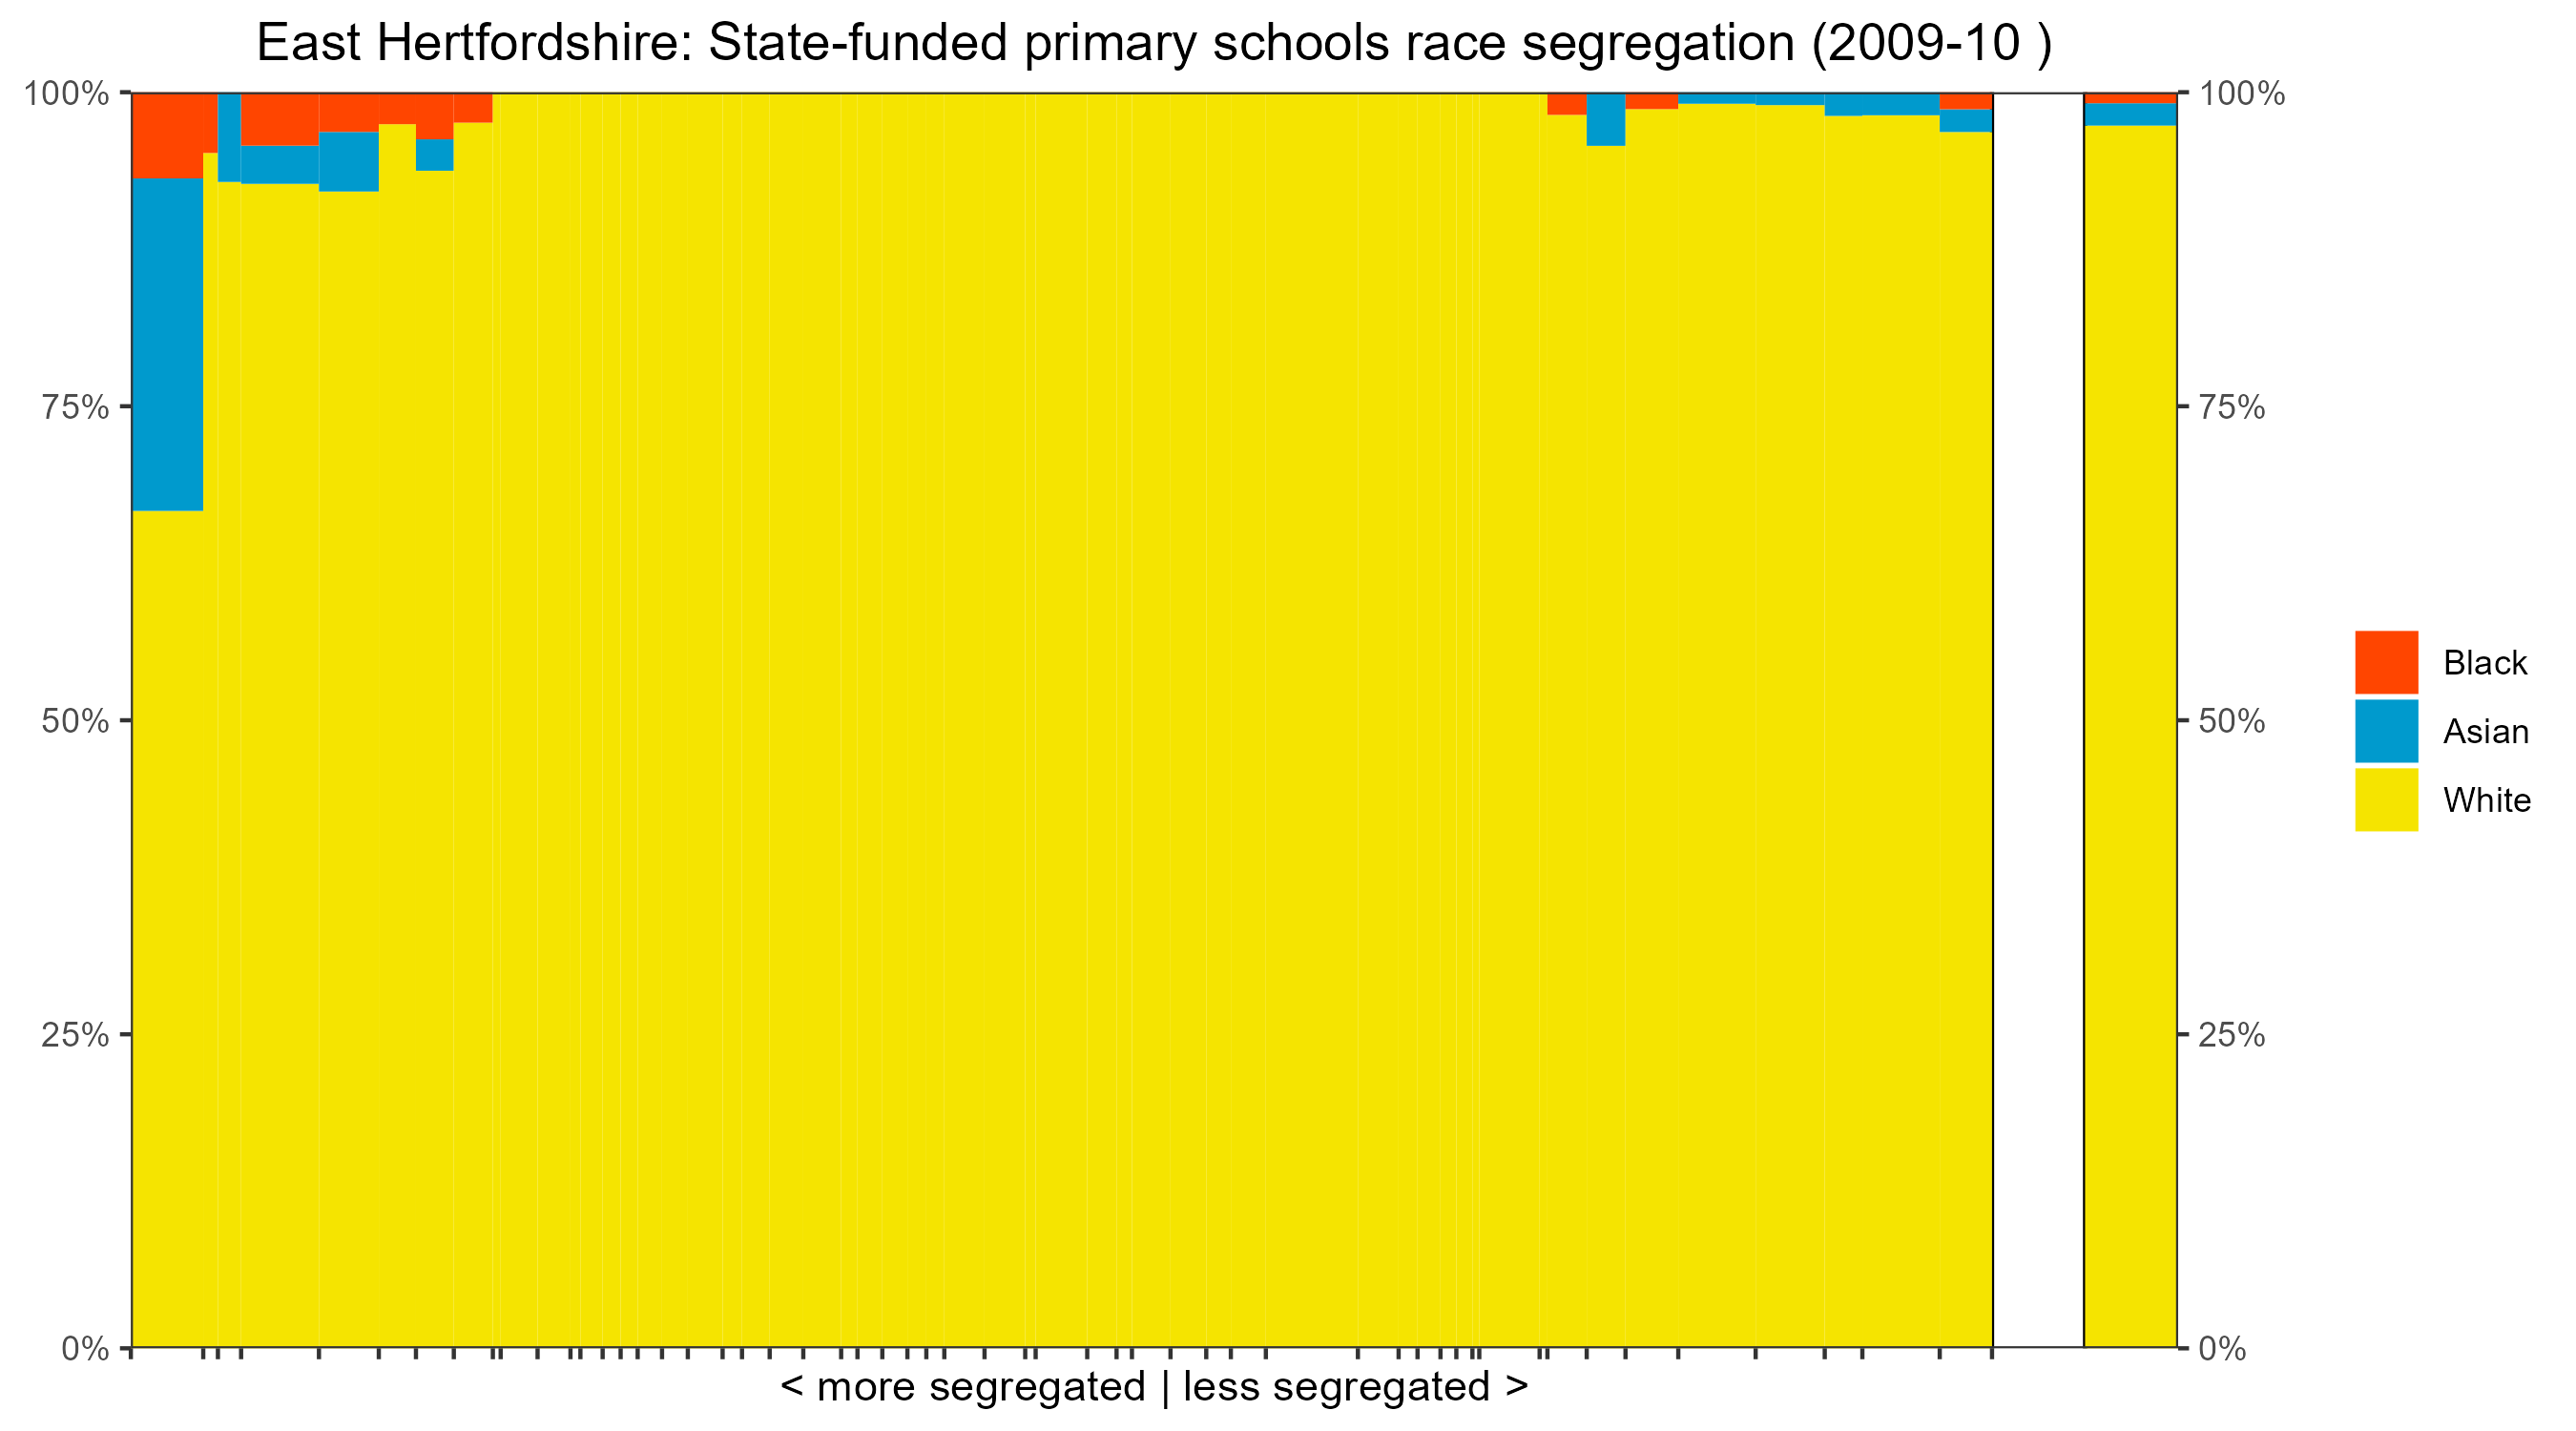 East Hertfordshire: State-funded primary schools race segregation (2009-10 )
100%
75%
50%
25%
0%
100%
75%
50%
25%
0%
Black
Asian
White
< more segregated | less segregated >